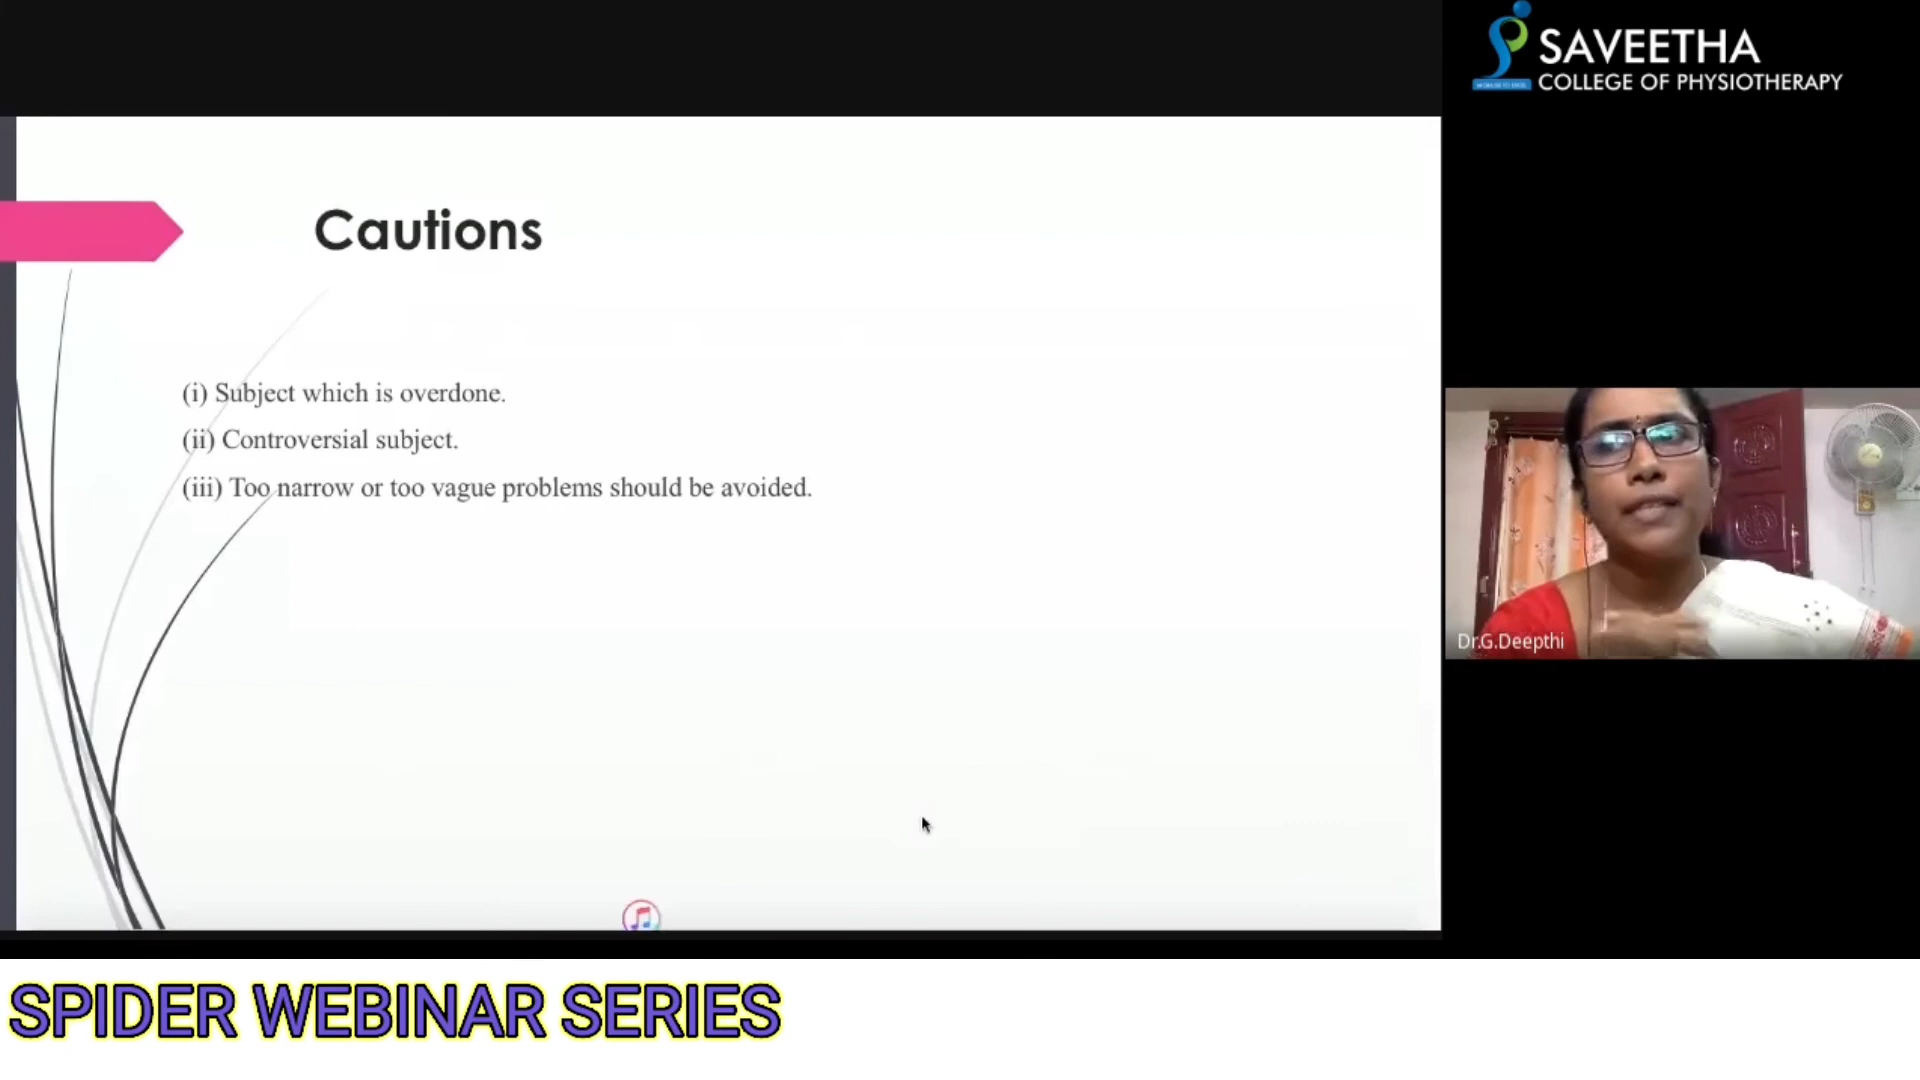 SAVEETHA
COLLEGE OF PHYSIOTHERAPY
Cautions
(i) Subject which is overdone.
(ii) Controversial subject.
(iii) Too narrow or too vague problems should be avoided.
Dr.G.Deepthi
SPIDER WEBINAR SERIES